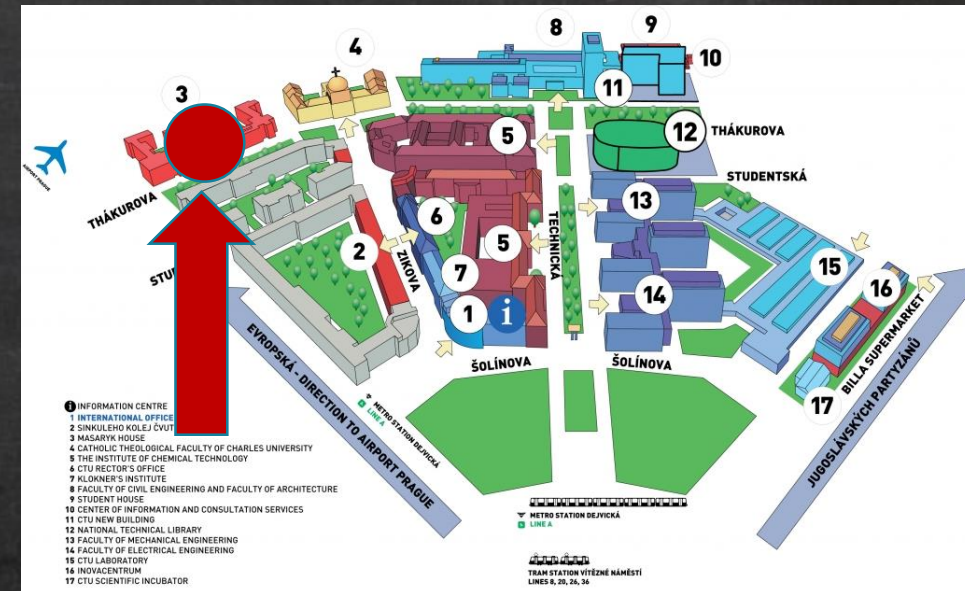 8
9
4
10
3
11
5
12
THÁKUROVA
AIRPORT PRAGUE
STUDENTSKÁ
THÁKUROVA
13
6
TECHNICKÁ
2
5
ZIKOVA
15
7
14
16
1
i
BILLA SUPERMARKET
EVROPSKÁ - DIRECTION TO AIRPORT PRAGUE
ŠOLÍNOVA
ŠOLÍNOVA
17
JUGOSLÁVSKÝCH PARTYZÁNŮ
METRO STATION DEJVICKÁ
LINE A
i INFORMATION CENTRE
1 INTERNATIONAL OFFICE
2 SINKULEHO KOLEJ ČVUT
3 MASARYK HOUSE
4 CATHOLIC THEOLOGICAL FACULTY OF CHARLES UNIVERSITY
5 THE INSTITUTE OF CHEMICAL TECHNOLOGY
6 CTU RECTOR'S OFFICE
7 KLOKNER'S INSTITUTE
8 FACULTY OF CIVIL ENGINEERING AND FACULTY OF ARCHITECTURE
9 STUDENT HOUSE
10 CENTER OF INFORMATION AND CONSULTATION SERVICES
11 CTU NEW BUILDING
12 NATIONAL TECHNICAL LIBRARY
13 FACULTY OF MECHANICAL ENGINEERING
14 FACULTY OF ELECTRICAL ENGINEERING
15 CTU LABORATORY
16 INOVACENTRUM
17 CTU SCIENTIFIC INCUBATOR
METRO STATION DEJVICKÁ
LINE A
TRAM STATION VÍTĚZNÉ NÁMĚSTÍ
LINES 8, 20, 26, 36